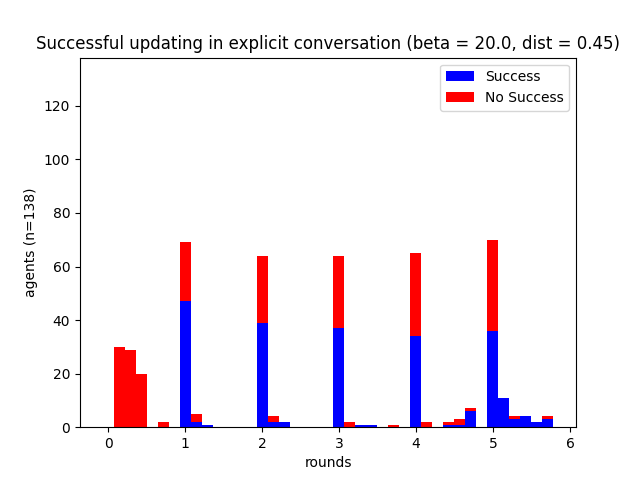 Successful updating in explicit conversation (beta = 20.0, dist = 0.45)
Success
No Success
120
100
80
60
40
20
0
agents (n=138)
0 1 2 3 4 5 6
rounds